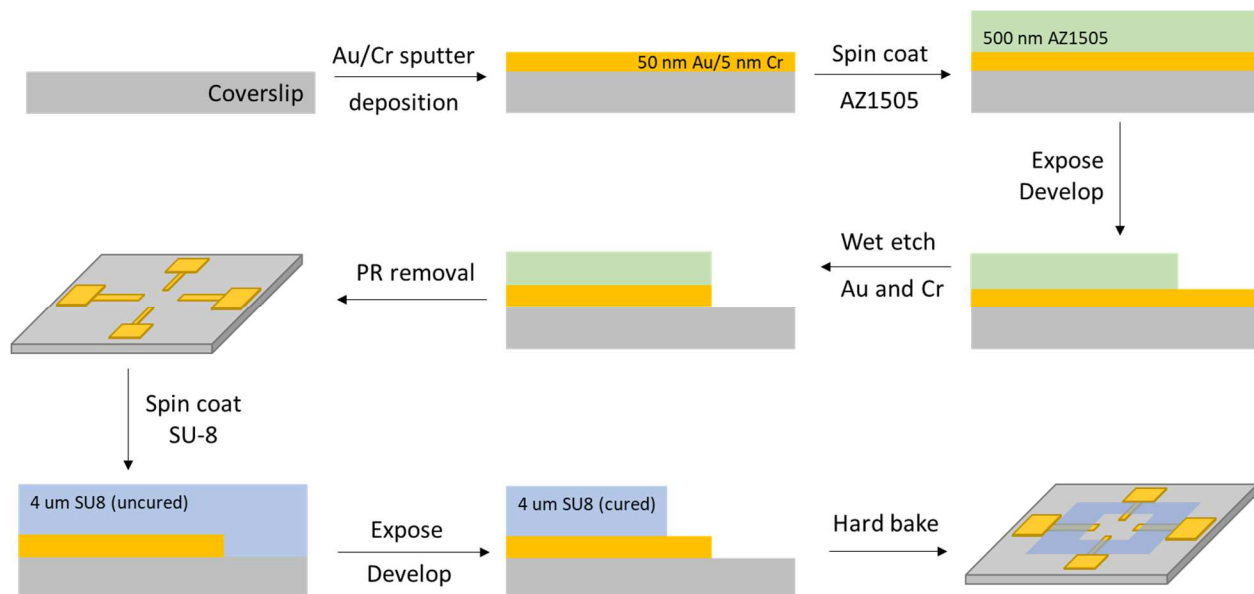 Coverslip
Au/Cr sputter
deposition
50 nm Au/5 nm Cr
Spin coat
AZ1505
500 nm AZ1505
Expose
Develop
Wet etch
Au and Cr
PR removal
Spin coat
SU-8
4 um SU8 (uncured)
Expose
Develop
4 um SU8 (cured)
Hard bake